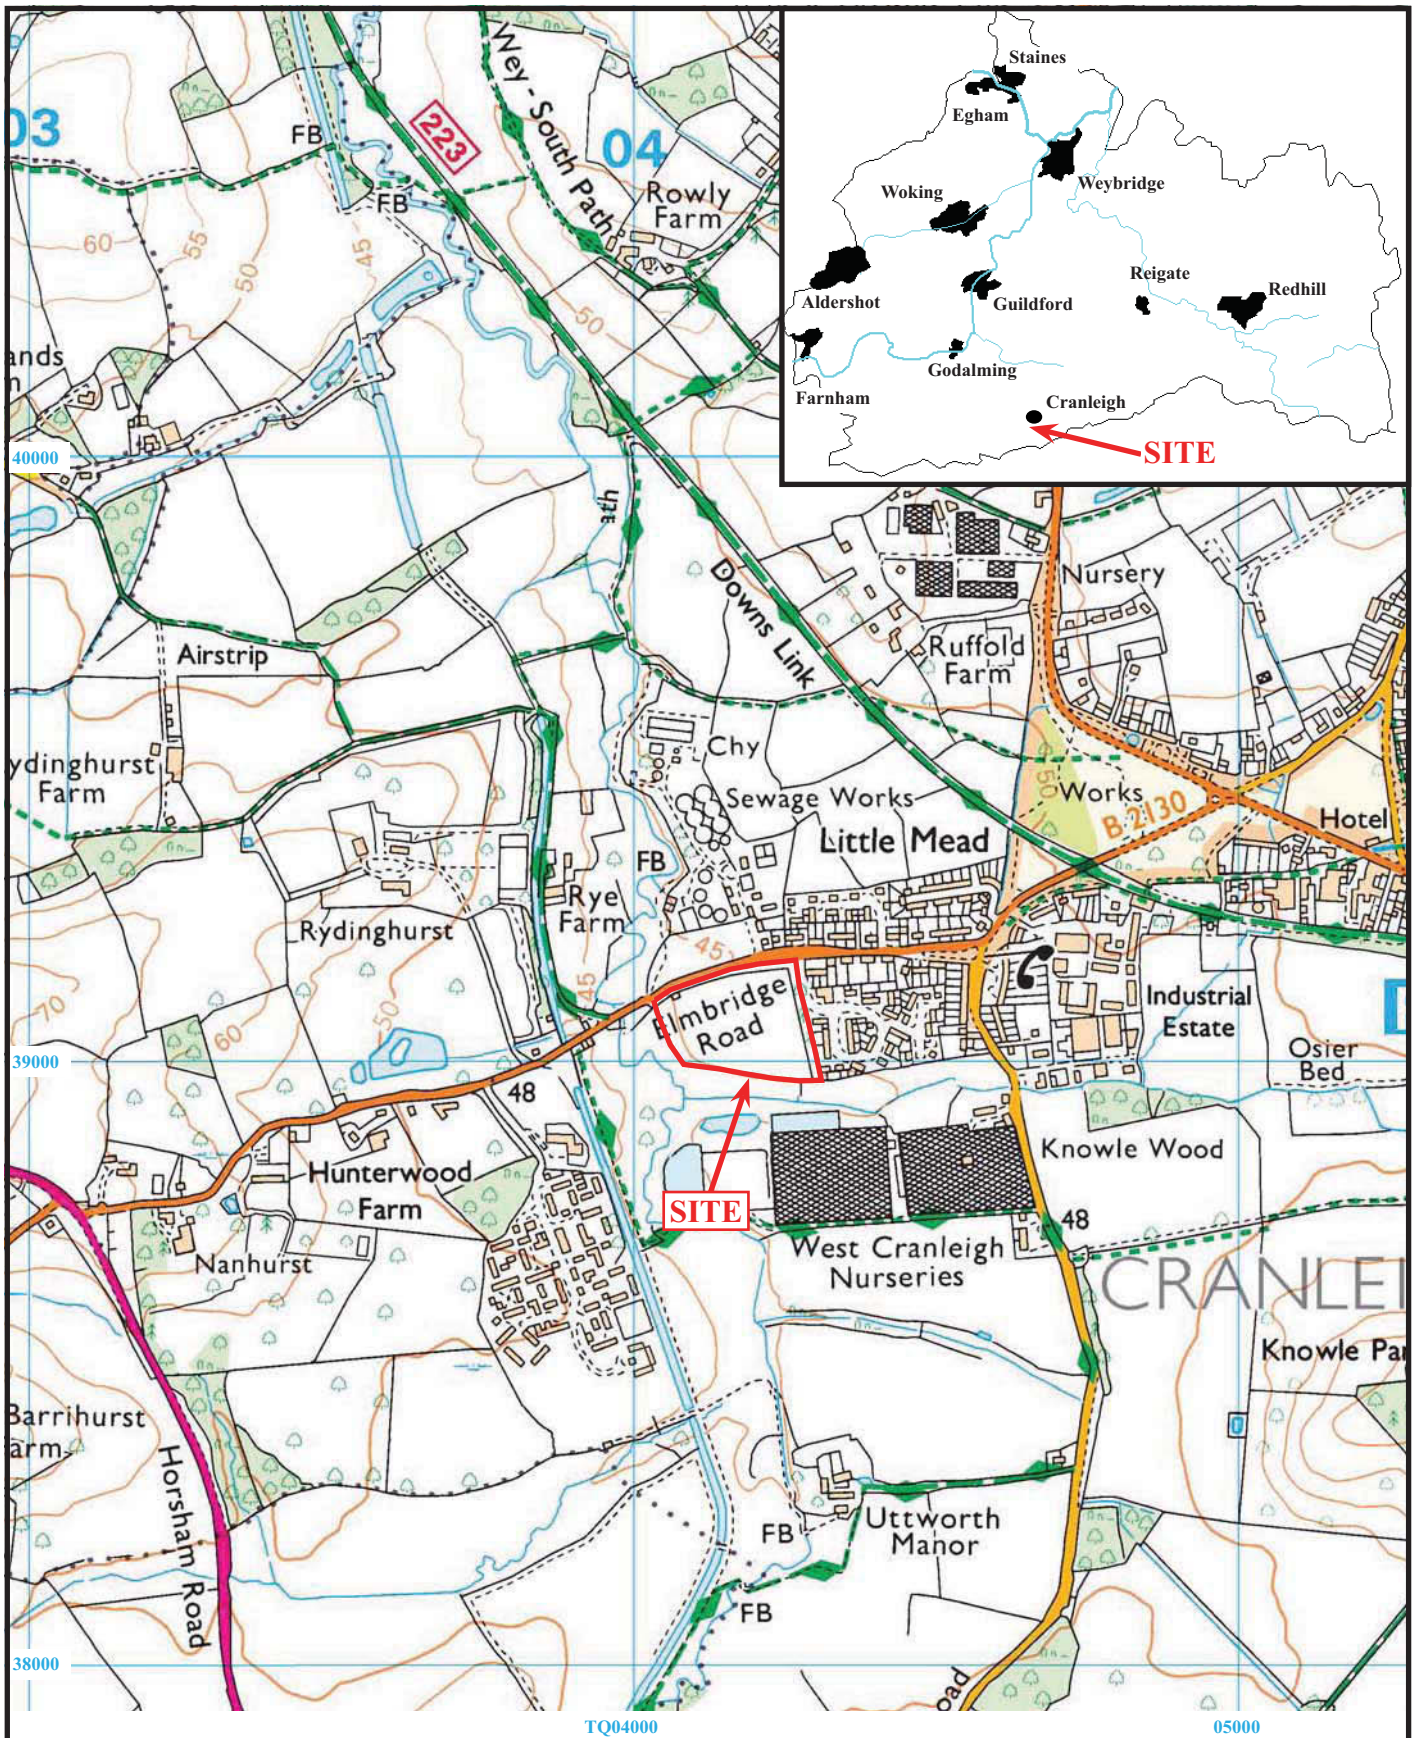 Staines
Egham
Weybridge
Woking
Aldershot
Guildford
Reigate
Redhill
Godalming
Farnham
Cranleigh
SITE
03
04
223
Wey - South Path
FB
FB
Rowly
Farm
60
55
50
45
50
ands
40000
ath
Downs Link
Nursery
Ruffold
Farm
Airstrip
ydinghurst
Farm
Chy
Sewage Works
Little Mead
Works
50
B 2130
Hotel
FB
Rye
Farm
Rydinghurst
45
45
Elmbridge
Road
Industrial
Estate
Osier
Bed
70
60
50
39000
48
Hunterwood
Farm
Nanhurst
SITE
Knowle Wood
48
West Cranleigh
Nurseries
CRANLEI
Knowle Par
Barrihurst
arm
Horsham Road
Uttworth
Manor
FB
FB
oad
38000
TQ04000
05000